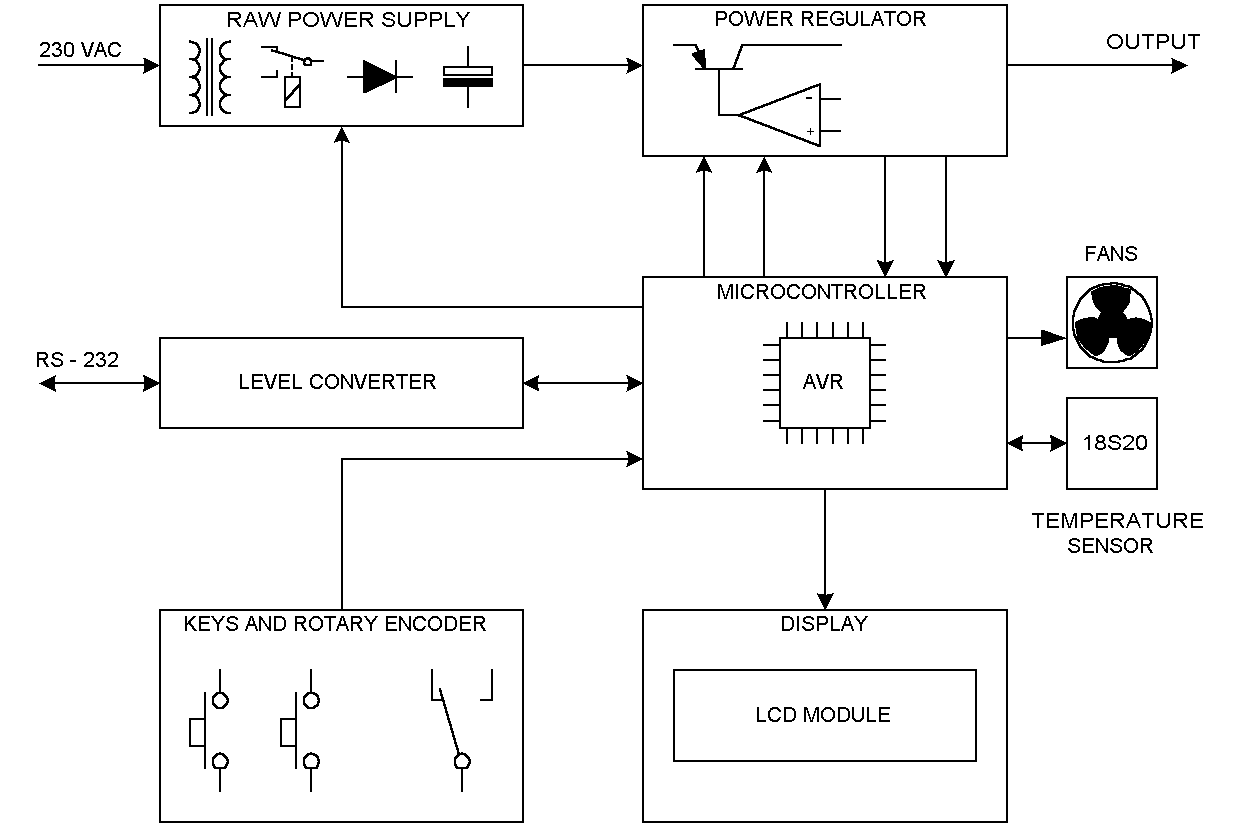 RAW POWER SUPPLY
POWER REGULATOR
230 VAC
OUTPUT
-
+
FANS
MICROCONTROLLER
RS - 232
LEVEL CONVERTER
AVR
18S20
TEMPERATURE
SENSOR
KEYS AND ROTARY ENCODER
DISPLAY
LCD MODULE